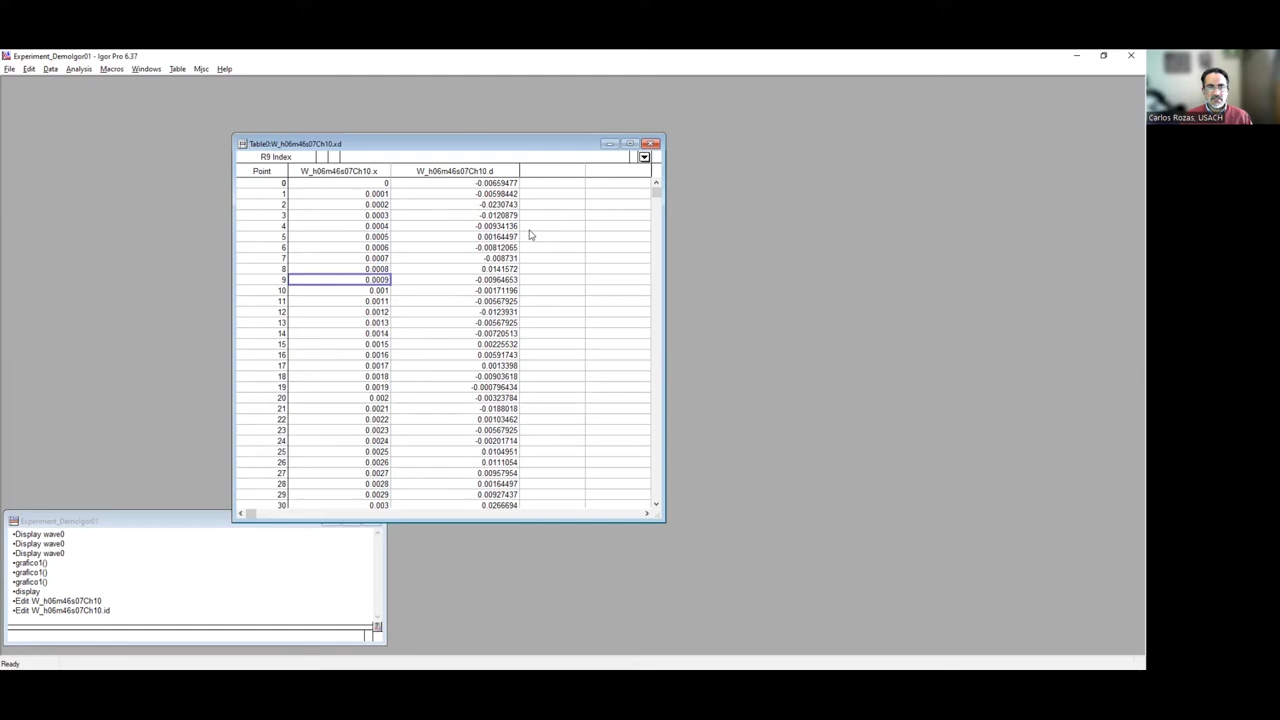 Experiment_DemoIgor01 - Igor Pro 6.37
File Edit Data Analysis Macros Windows Table Misc Help
Carlos Rozas, USACH
Table0:W_h06m46s07Ch10.xd
R9 Index
Point W_h06m46s07Ch10.x W_h06m46s07Ch10.d
0 0 -0.00659477
1 0.0001 -0.00598442
2 0.0002 -0.0230743
3 0.0003 -0.0120879
4 0.0004 -0.00934136
5 0.0005 0.00164497
6 0.0006 -0.00812065
7 0.0007 -0.008731
8 0.0008 0.0141572
9 0.0009 -0.00964653
10 0.001 -0.00171196
11 0.0011 -0.00567925
12 0.0012 -0.0123931
13 0.0013 -0.00567925
14 0.0014 -0.00720513
15 0.0015 0.00225532
16 0.0016 0.00591743
17 0.0017 0.0013398
18 0.0018 -0.00903618
19 0.0019 -0.000796434
20 0.002 -0.00323784
21 0.0021 -0.0188018
22 0.0022 0.00103462
23 0.0023 -0.00567925
24 0.0024 -0.00201714
25 0.0025 0.0104951
26 0.0026 0.0111054
27 0.0027 0.00957954
28 0.0028 0.00164497
29 0.0029 0.00927437
30 0.003 0.0266694
Experiment_DemoIgor01
•Display wave0
•Display wave0
•Display wave0
•grafico1()
•grafico1()
•grafico1()
•display
•Edit W_h06m46s07Ch10
•Edit W_h06m46s07Ch10.id
Ready